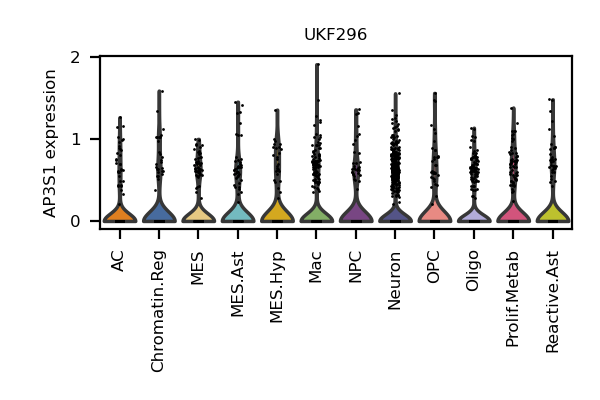 UKF296
AP3S1 expression
2
1
0
AC
Chromatin.Reg
MES
MES.Ast
MES.Hyp
Mac
NPC
Neuron
OPC
Oligo
Prolif.Metab
Reactive.Ast